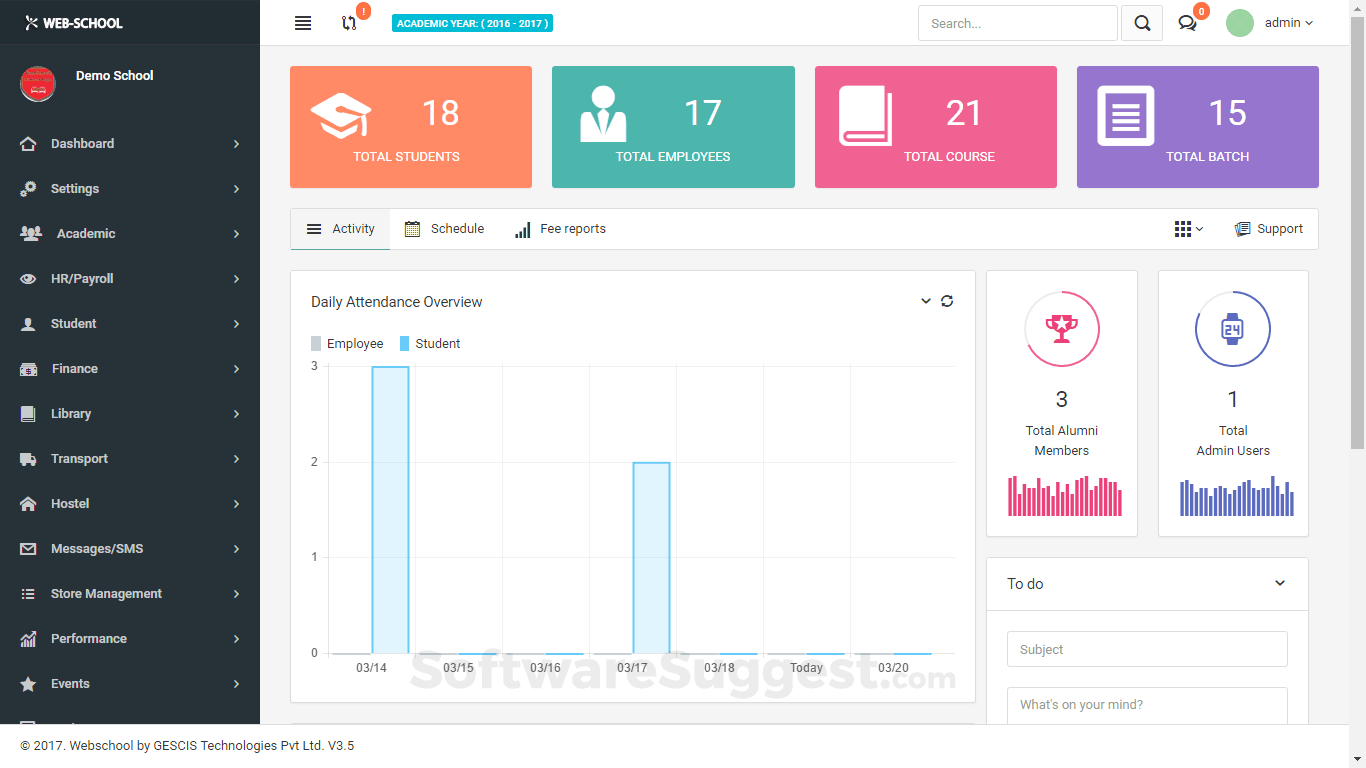 WEB-SCHOOL
!
ACADEMIC YEAR: ( 2016 - 2017 )
Search...
0
admin
Demo School
Dashboard
Settings
Academic
HR/Payroll
Student
Finance
Library
Transport
Hostel
Messages/SMS
Store Management
Performance
Events
18
TOTAL STUDENTS
17
TOTAL EMPLOYEES
21
TOTAL COURSE
15
TOTAL BATCH
Activity
Schedule
Fee reports
Support
Daily Attendance Overview
Employee
Student
3
2
1
0
03/14
03/15
03/16
03/17
03/18
Today
03/20
SoftwareSuggest.com
3
Total Alumni
Members
24
1
Total
Admin Users
To do
Subject
What's on your mind?
© 2017. Webschool by GESCIS Technologies Pvt Ltd. V3.5